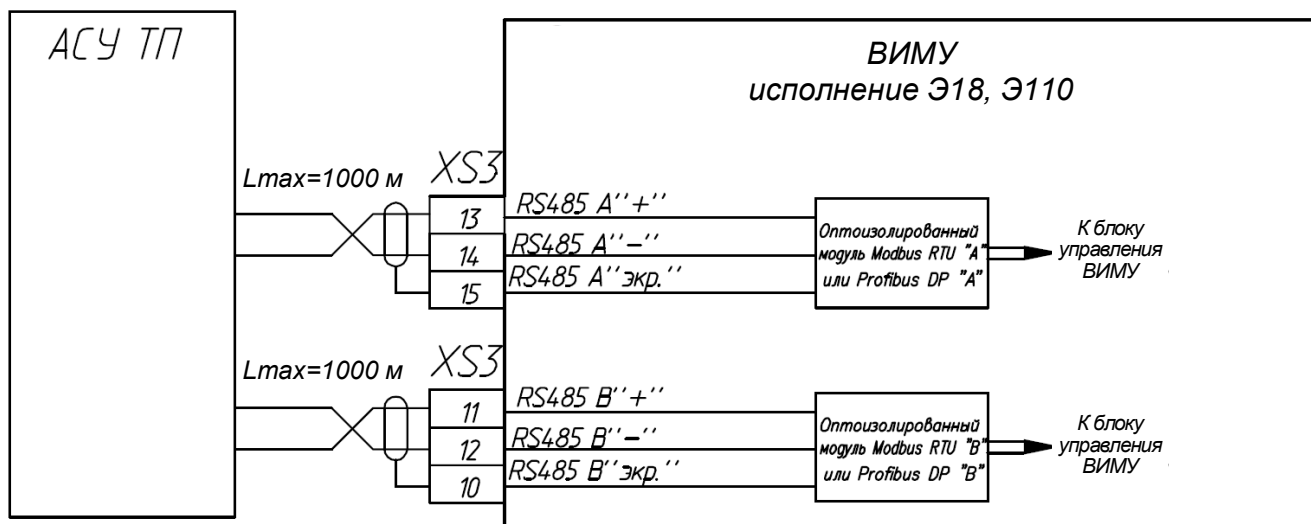 АСУ ТП
ВИМУ
исполнение Э18, Э110
Lmax=1000 м
XS3
13
RS485 A''+''
14
RS485 A''-''
15
RS485 A''экр.''
Оптоизолированный
модуль Modbus RTU "A"
или Profibus DP "A"
К блоку
управления
ВИМУ
Lmax=1000 м
XS3
11
RS485 B''+''
12
RS485 B''-''
10
RS485 B''экр.''
Оптоизолированный
модуль Modbus RTU "B"
или Profibus DP "B"
К блоку
управления
ВИМУ